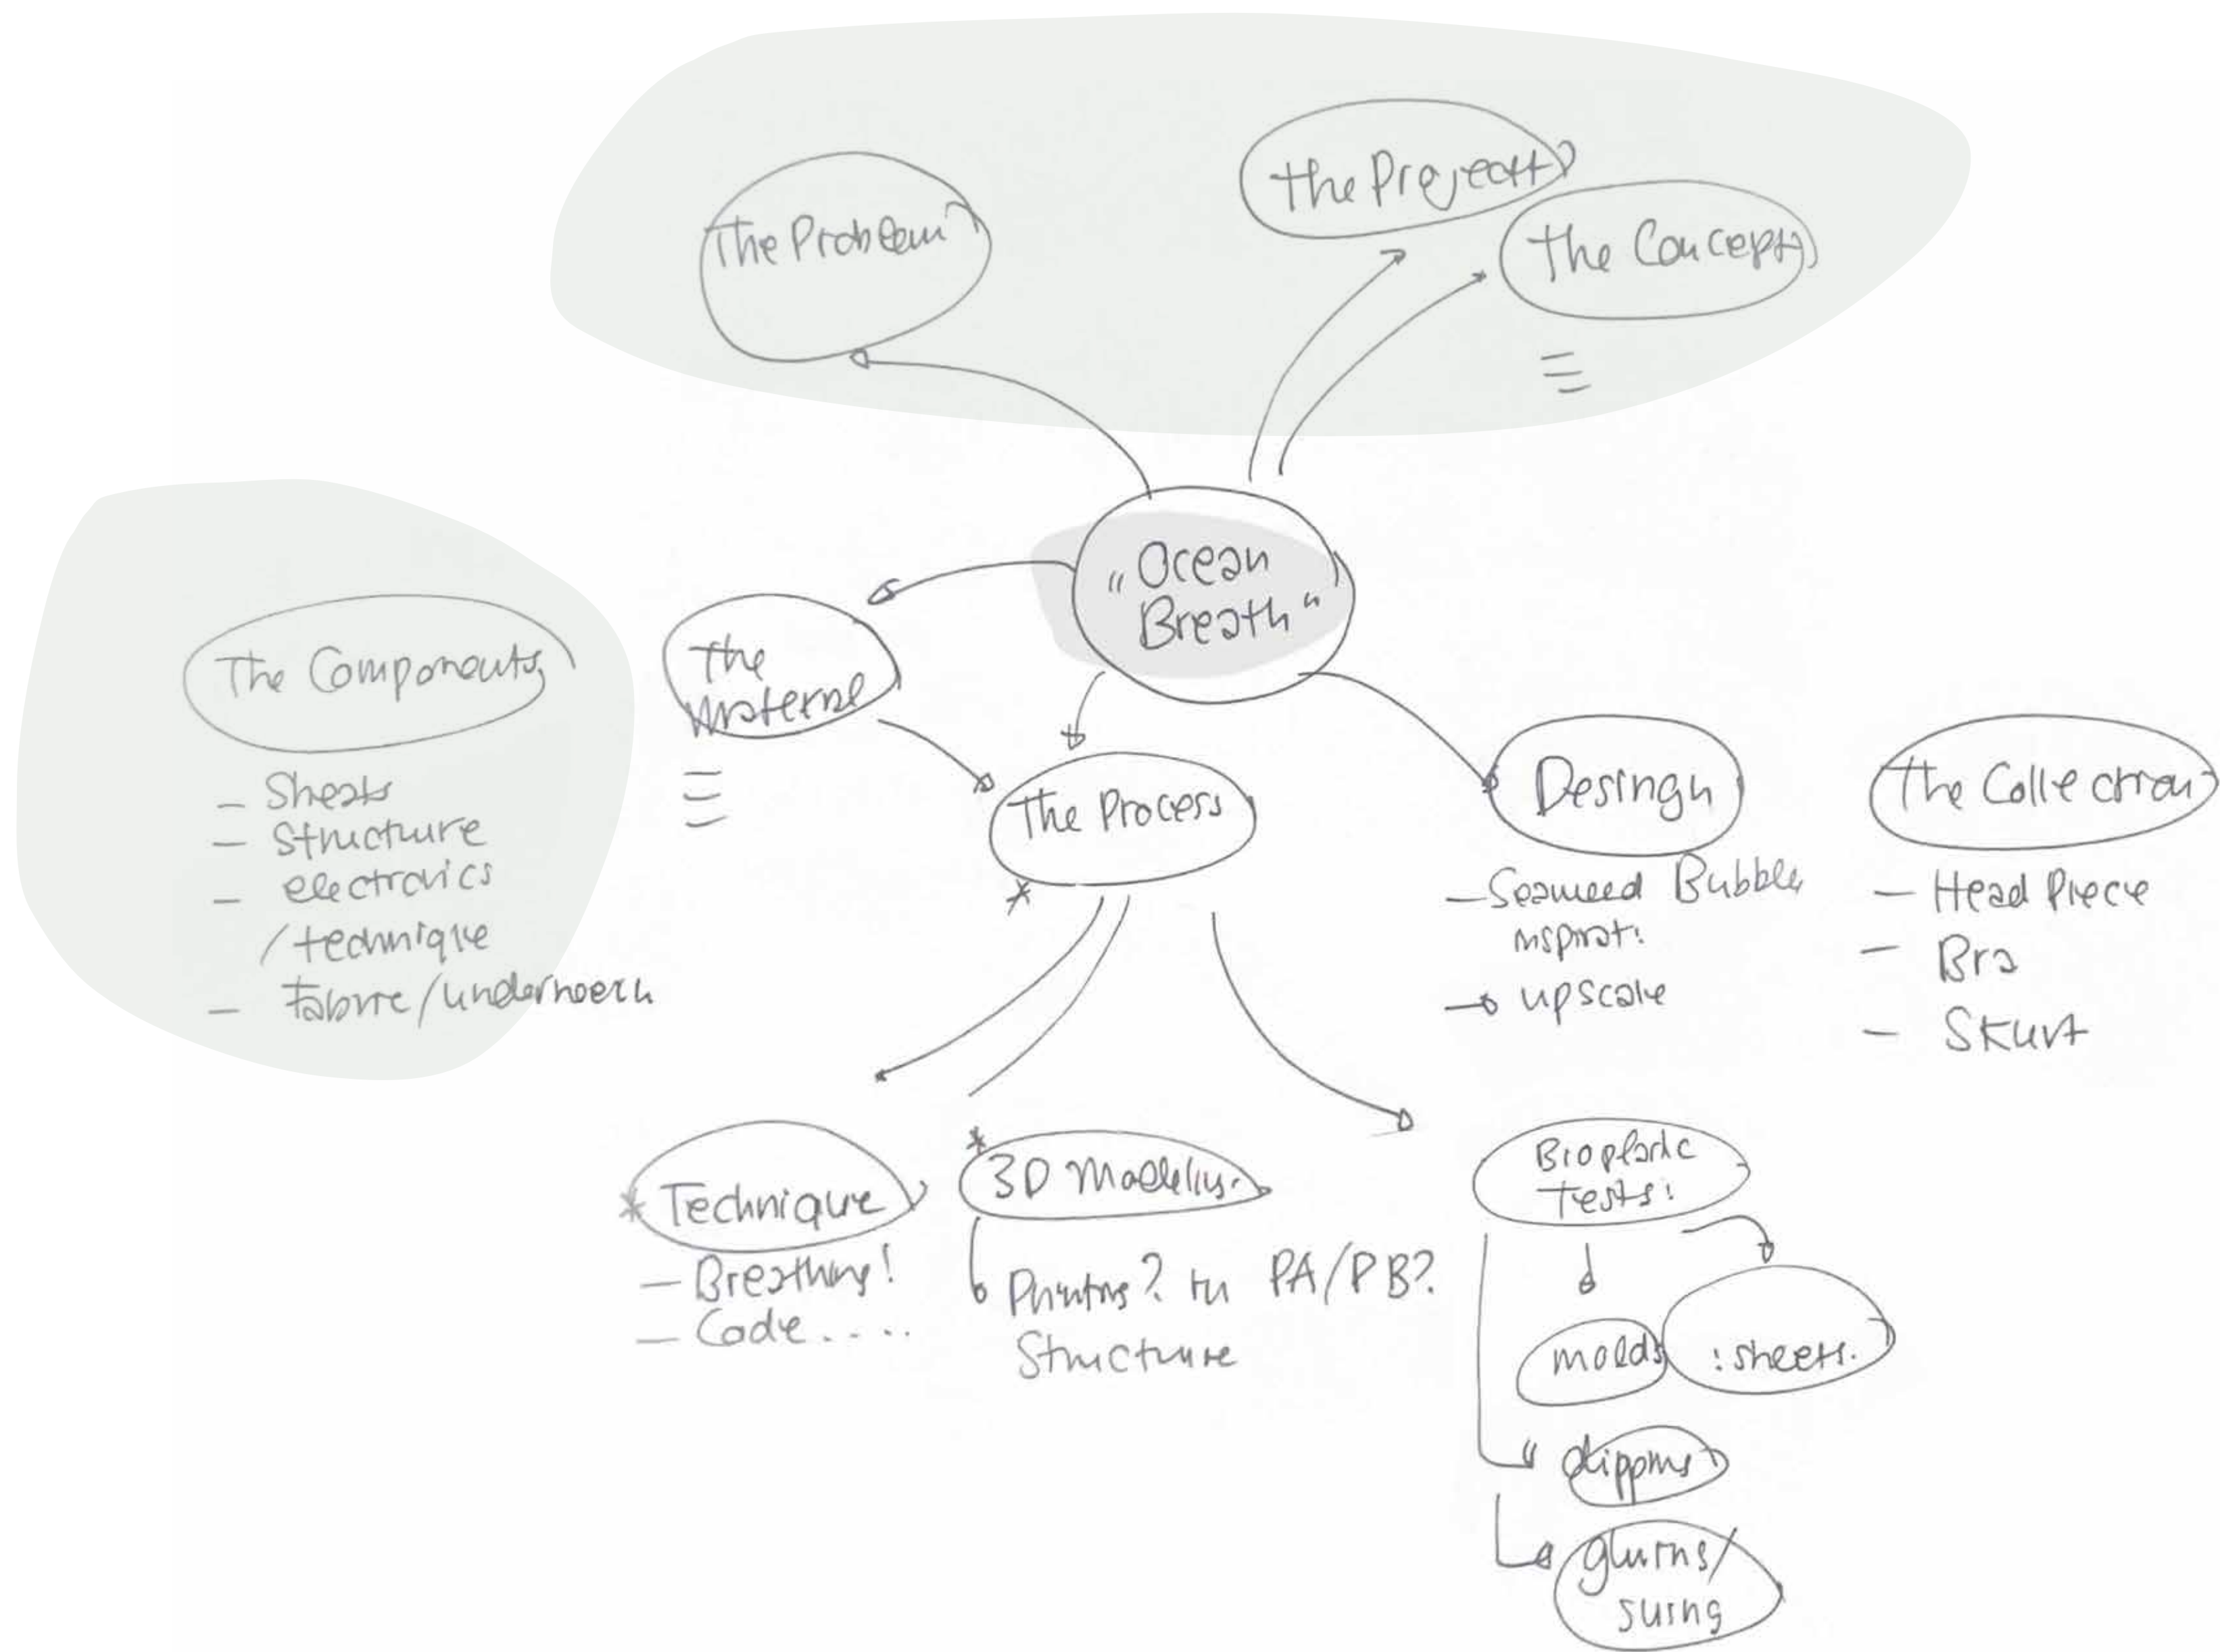 The Problem
The Project
The Concept
„Ocean
Breath“
The Components
- Sheets
- Structure
- electronics
/technique
- Fabric/underneath
The
Material
The Process
Desingn
- Seaweed Bubble
inspirat:
→ upscale
The Collection
- Head Piece
- Bra
- Skirt
* Technique
- Breathing!
- Code....
* 3D Modeling.
Printing? in PA/PB?
Structure
Bioplastic
Tests:
molds
: sheets.
dipping
gluing/